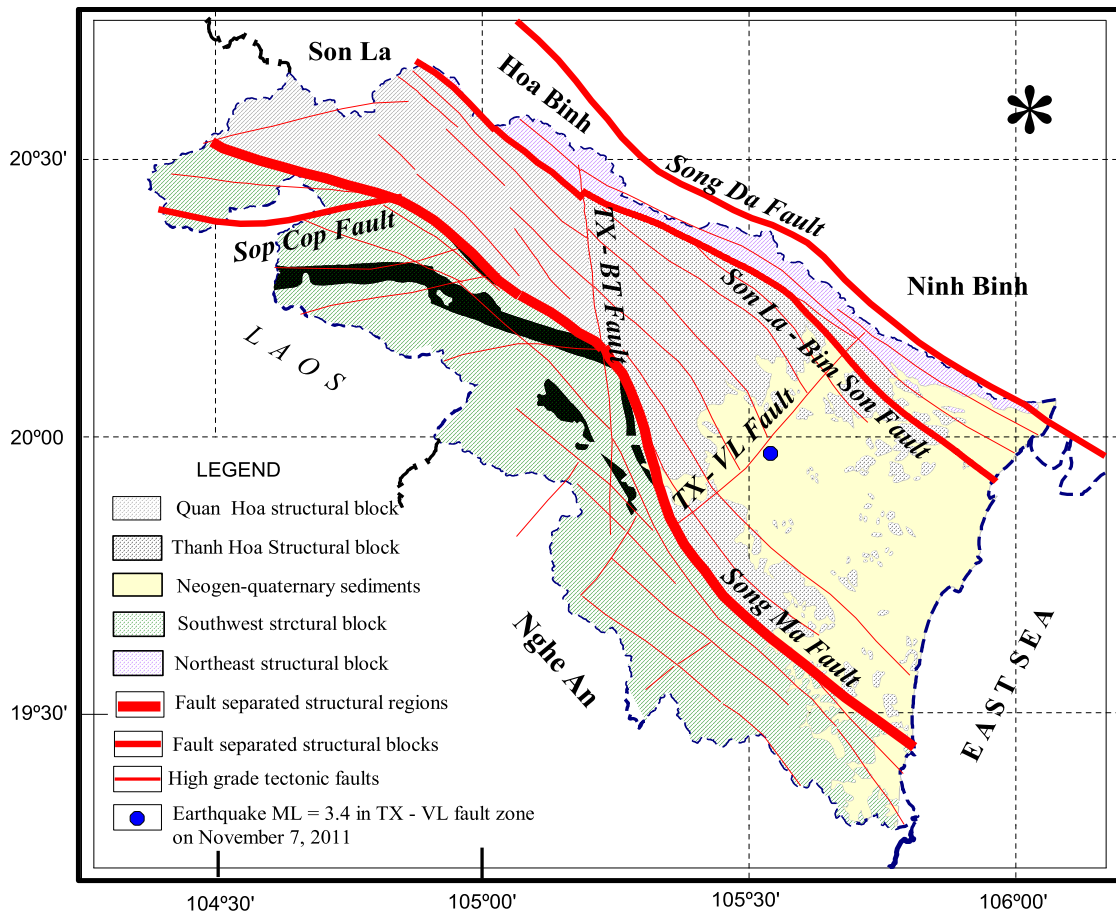 Son La
Hoa Binh
Song Da Fault
20°30'
Sop Cop Fault
TX - BT Fault
Son La - Bim Son Fault
Ninh Binh
LAOS
20°00'
TX - VL Fault
LEGEND
Quan Hoa structural block
Thanh Hoa Structural block
Neogen-quaternary sediments
Southwest strctural block
Northeast structural block
Fault separated structural regions
Fault separated structural blocks
High grade tectonic faults
Earthquake ML = 3.4 in TX - VL fault zone
on November 7, 2011
Song Ma Fault
Nghe An
EAST SEA
19°30'
104°30'
105°00'
105°30'
106°00'